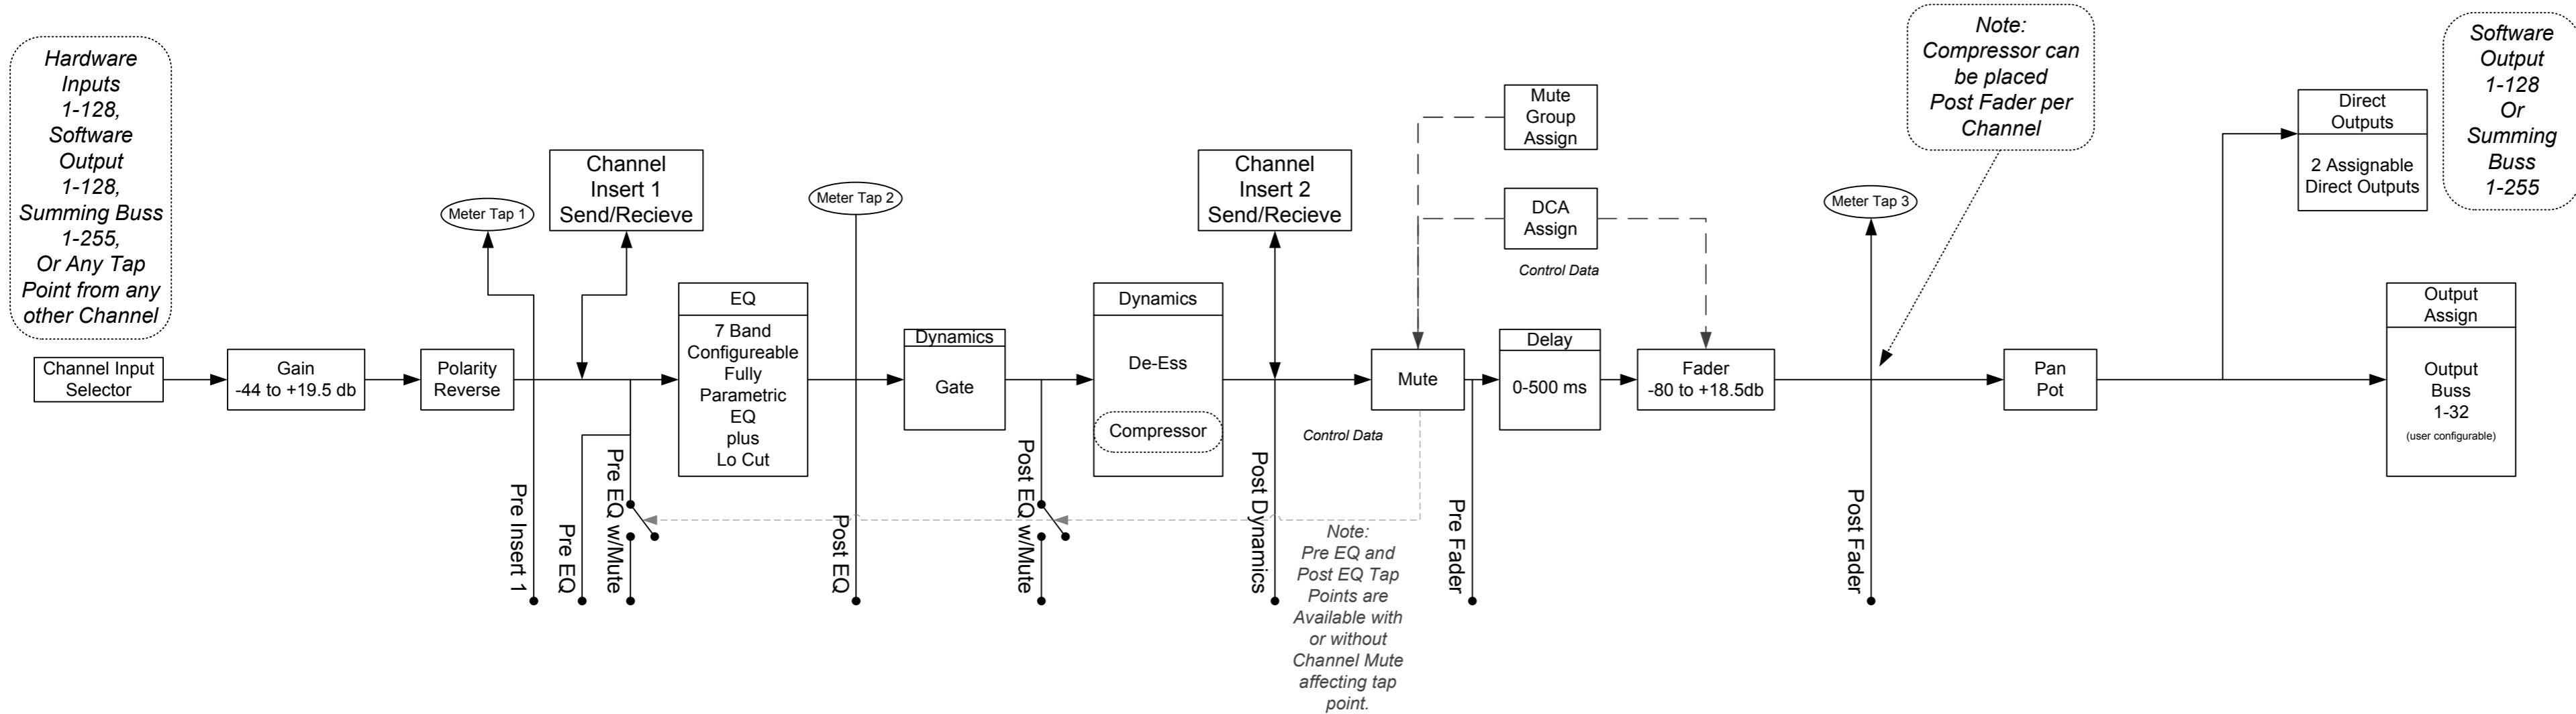 Hardware
Inputs
1-128,
Software
Output
1-128,
Summing Buss
1-255,
Or Any Tap
Point from any
other Channel
Channel Input
Selector
Gain
-44 to +19.5 db
Polarity
Reverse
Meter Tap 1
Channel
Insert 1
Send/Recieve
Pre Insert 1
Pre EQ
Pre EQ w/Mute
EQ
7 Band
Configureable
Fully
Parametric
EQ
plus
Lo Cut
Meter Tap 2
Post EQ
Dynamics
Gate
Post EQ w/Mute
Dynamics
De-Ess
Compressor
Channel
Insert 2
Send/Recieve
Post Dynamics
Control Data
Note:
Pre EQ and
Post EQ Tap
Points are
Available with
or without
Channel Mute
affecting tap
point.
Mute
Group
Assign
DCA
Assign
Control Data
Mute
Pre Fader
Delay
0-500 ms
Fader
-80 to +18.5db
Meter Tap 3
Post Fader
Note:
Compressor can
be placed
Post Fader per
Channel
Pan
Pot
Direct
Outputs
2 Assignable
Direct Outputs
Software
Output
1-128
Or
Summing
Buss
1-255
Output
Assign
Output
Buss
1-32
(user configurable)